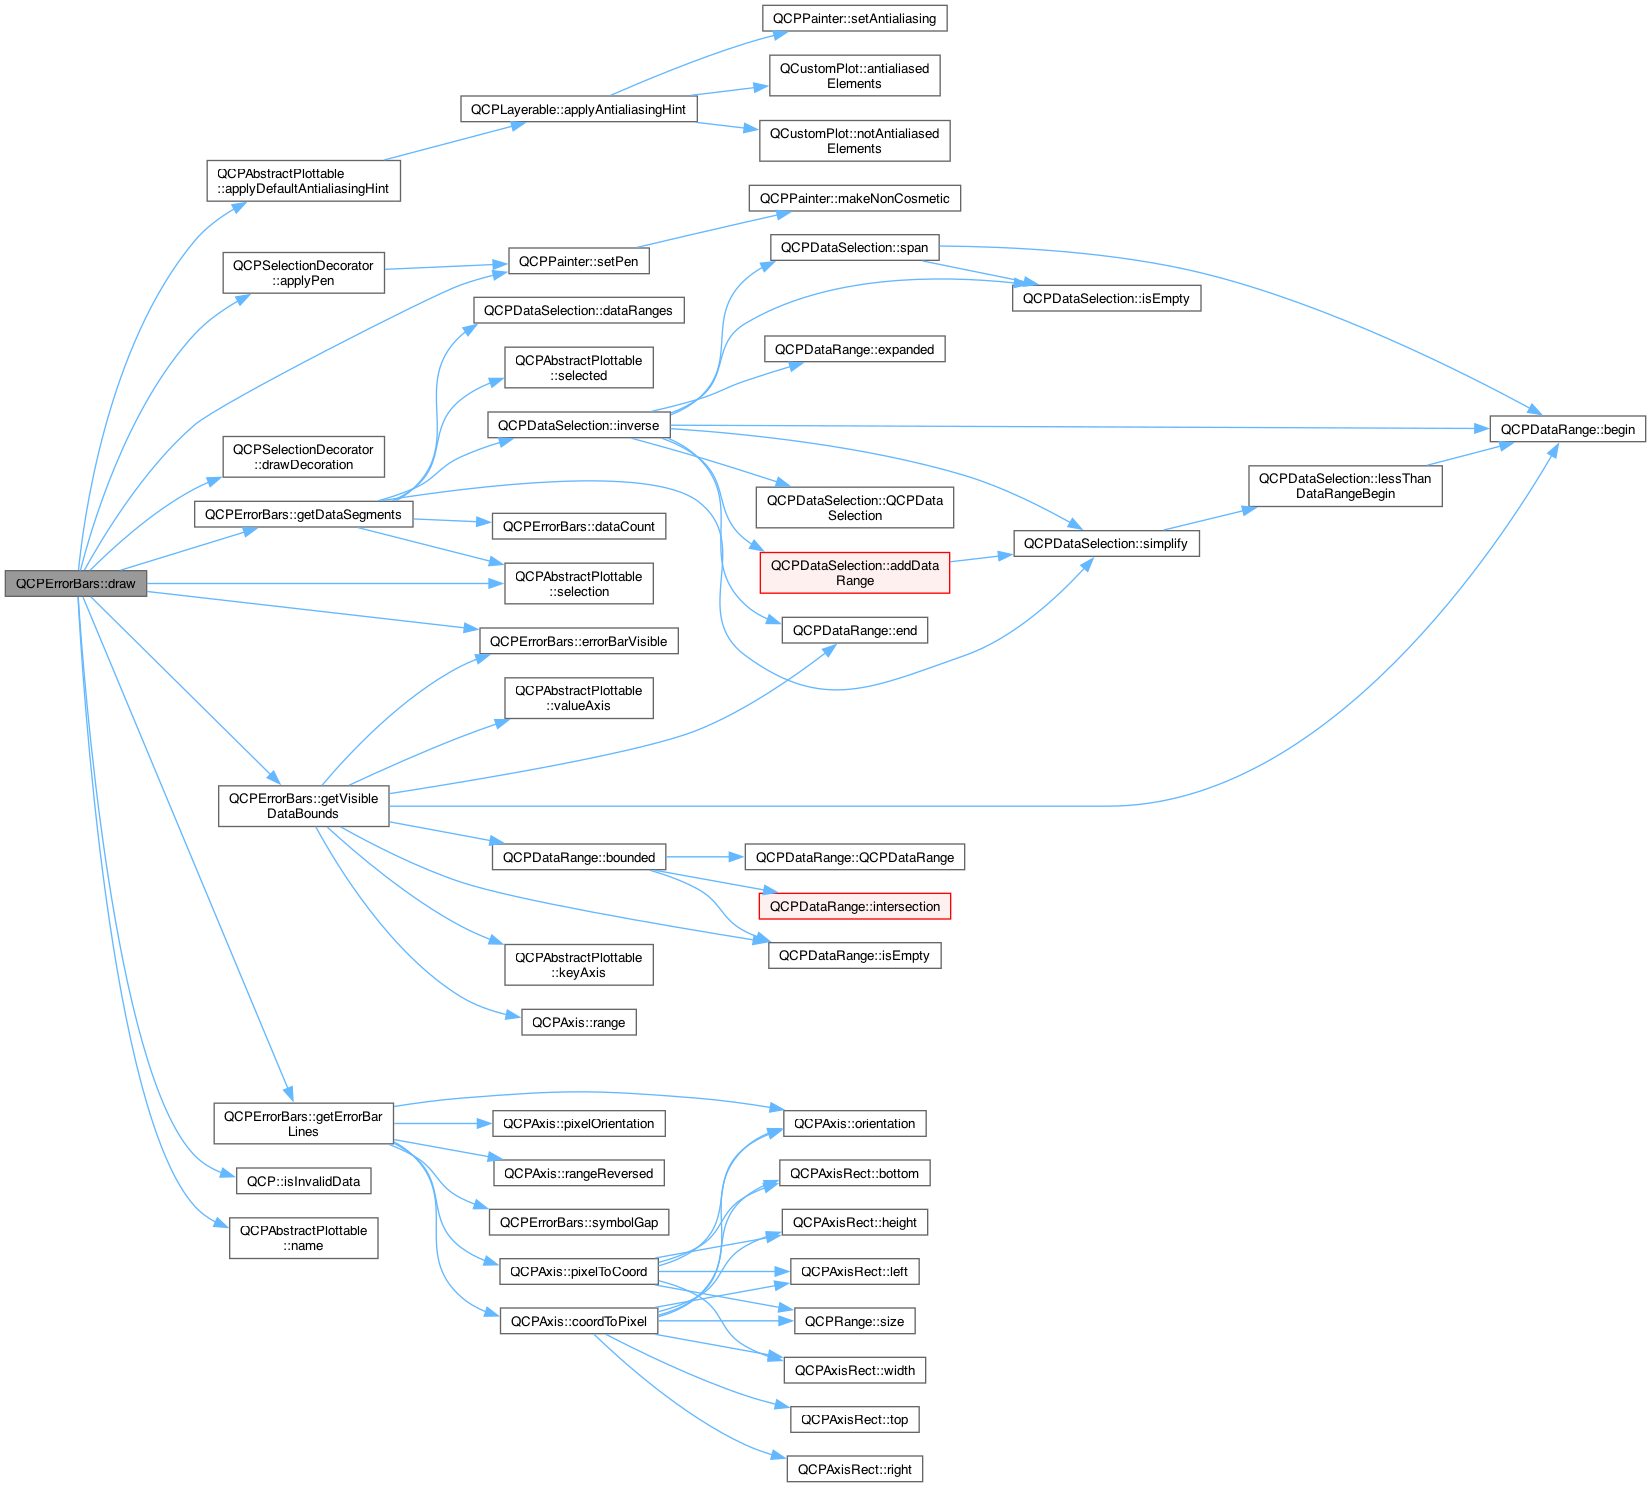 QCPErrorBars::draw
QCPAbstractPlottable
::applyDefaultAntialiasingHint
QCPSelectionDecorator
::applyPen
QCPSelectionDecorator
::drawDecoration
QCPErrorBars::getDataSegments
QCPErrorBars::getVisible
DataBounds
QCPErrorBars::getErrorBar
Lines
QCP::isInvalidData
QCPAbstractPlottable
::name
QCPLayerable::applyAntialiasingHint
QCPPainter::setPen
QCPDataSelection::dataRanges
QCPAbstractPlottable
::selected
QCPDataSelection::inverse
QCPErrorBars::dataCount
QCPAbstractPlottable
::selection
QCPErrorBars::errorBarVisible
QCPAbstractPlottable
::valueAxis
QCPDataRange::bounded
QCPAbstractPlottable
::keyAxis
QCPAxis::range
QCPAxis::pixelOrientation
QCPAxis::rangeReversed
QCPErrorBars::symbolGap
QCPAxis::pixelToCoord
QCPAxis::coordToPixel
QCPPainter::setAntialiasing
QCustomPlot::antialiased
Elements
QCustomPlot::notAntialiased
Elements
QCPPainter::makeNonCosmetic
QCPDataSelection::span
QCPDataRange::expanded
QCPDataSelection::QCPData
Selection
QCPDataSelection::addData
Range
QCPDataRange::end
QCPDataRange::QCPDataRange
QCPDataRange::intersection
QCPDataRange::isEmpty
QCPAxis::orientation
QCPAxisRect::bottom
QCPAxisRect::height
QCPAxisRect::left
QCPRange::size
QCPAxisRect::width
QCPAxisRect::top
QCPAxisRect::right
QCPDataSelection::isEmpty
QCPDataSelection::simplify
QCPDataSelection::lessThan
DataRangeBegin
QCPDataRange::begin